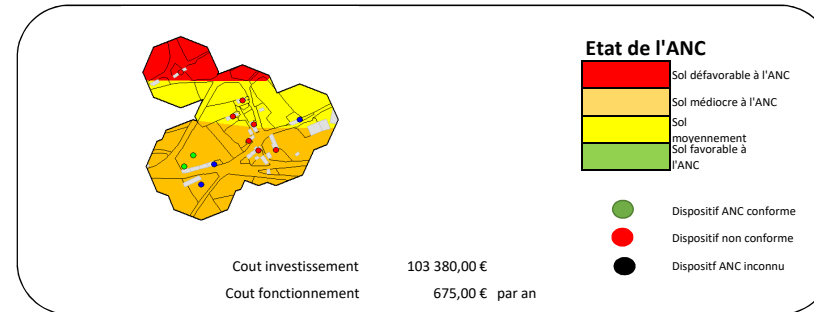 Etat de l'ANC
Sol défavorable à l'ANC
Sol médiocre à l'ANC
Sol
moyennement
Sol favorable à
l'ANC
Dispositif ANC conforme
Dispositif non conforme
Dispositf ANC inconnu
Cout investissement 103 380,00 €
Cout fonctionnement 675,00 € par an